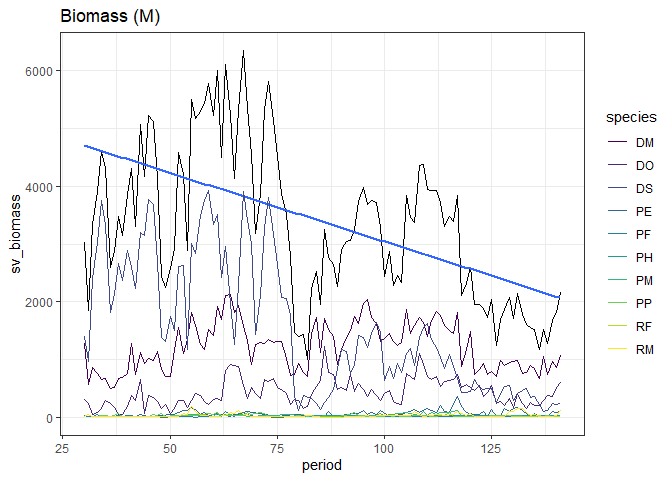 Biomass (M)
6000
4000
2000
0
sv_biomass
25
50
75
100
125
period
species
DM
DO
DS
PE
PF
PH
PM
PP
RF
RM